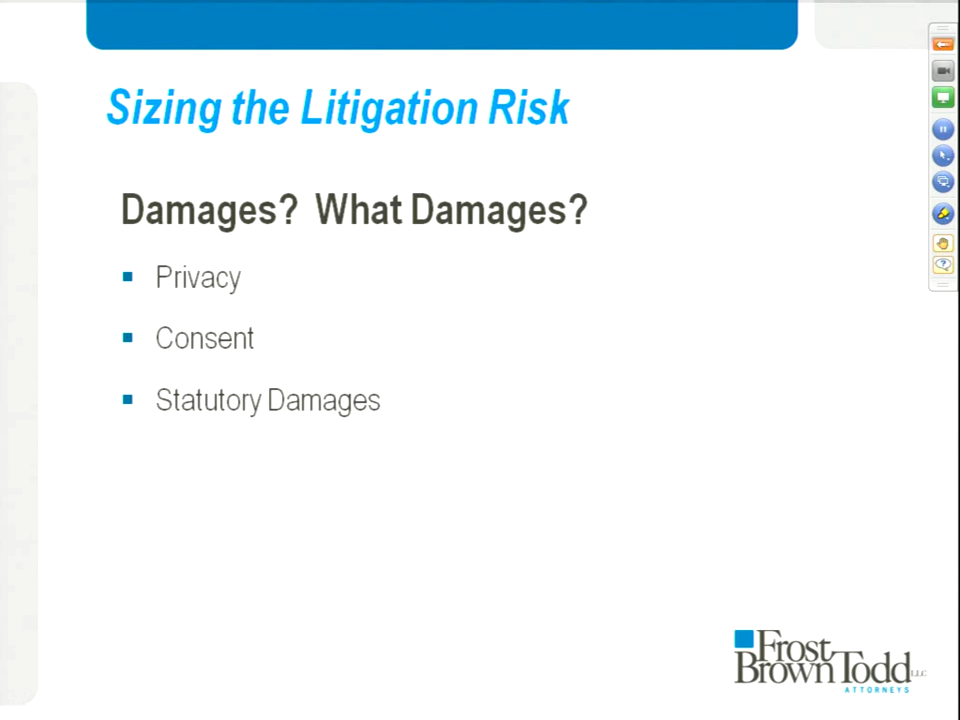 Sizing the Litigation Risk
Damages? What Damages?
Privacy
Consent
Statutory Damages
Frost
Brown Todd LLC
ATTORNEYS